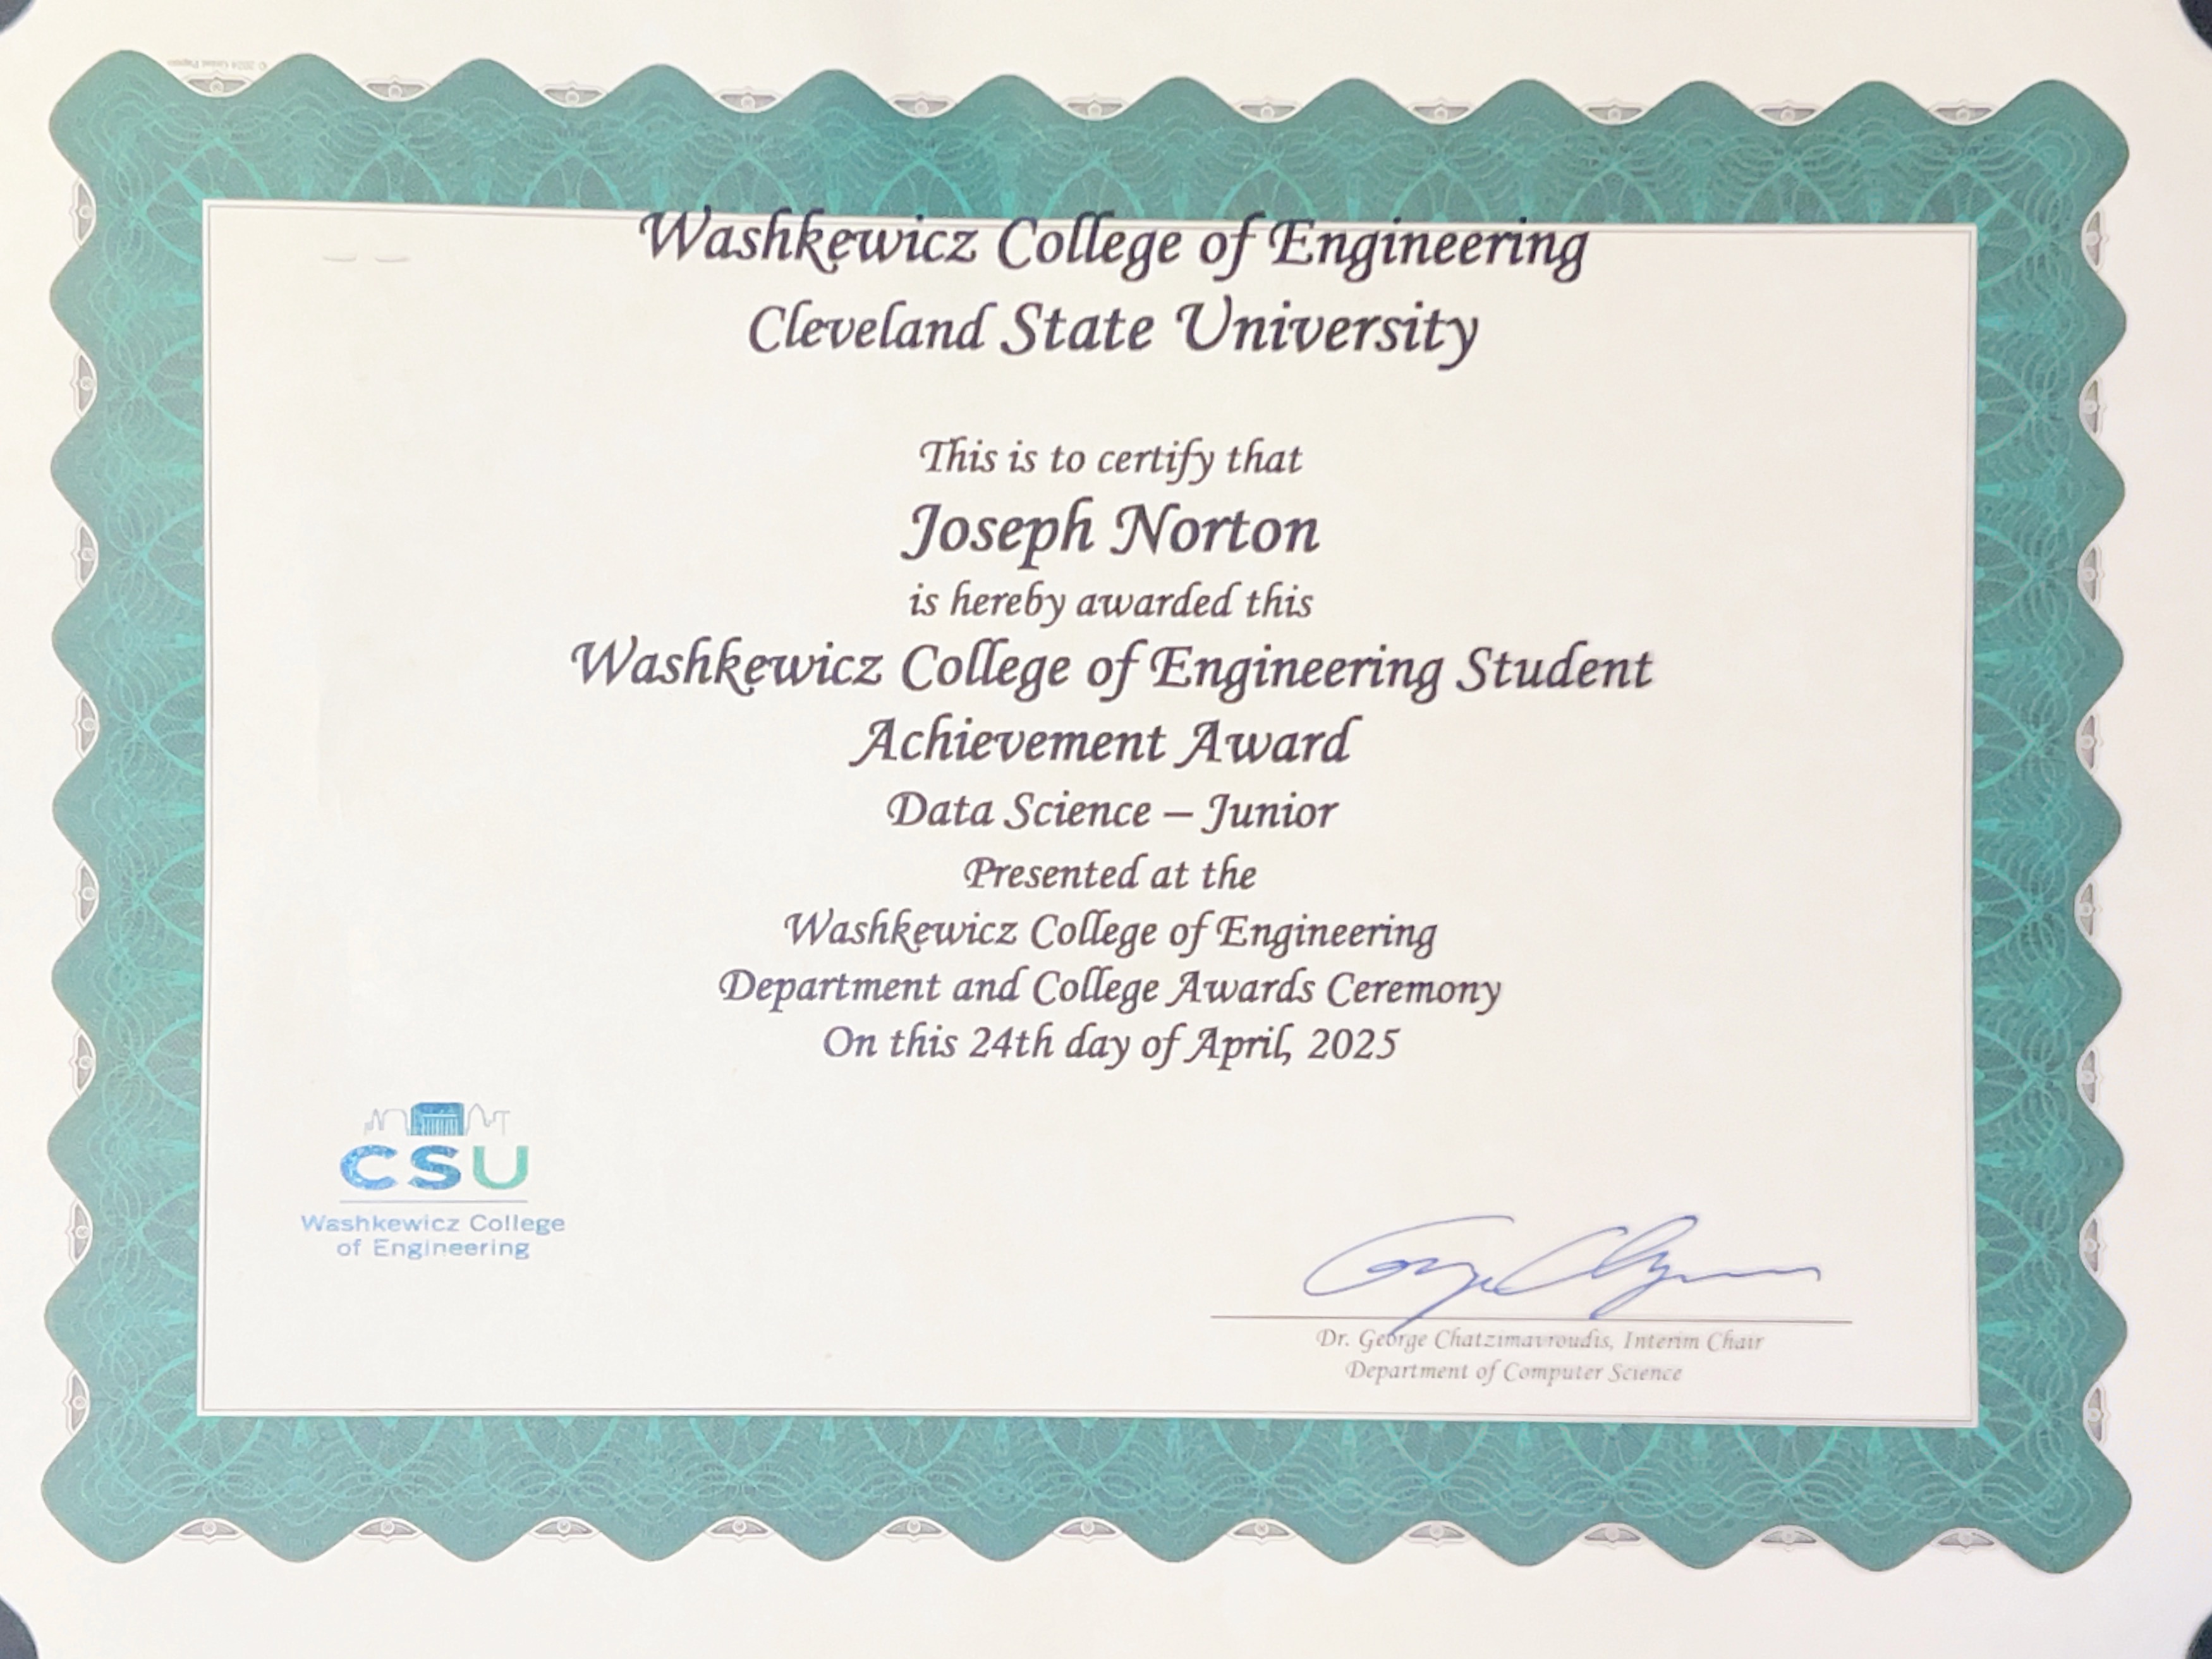 Washkewicz College of Engineering
Cleveland State University
This is to certify that
Joseph Norton
is hereby awarded this
Washkewicz College of Engineering Student
Achievement Award
Data Science – Junior
Presented at the
Washkewicz College of Engineering
Department and College Awards Ceremony
On this 24th day of April, 2025
CSU
Washkewicz College
of Engineering
Dr. George Chatzimavroudis, Interim Chair
Department of Computer Science